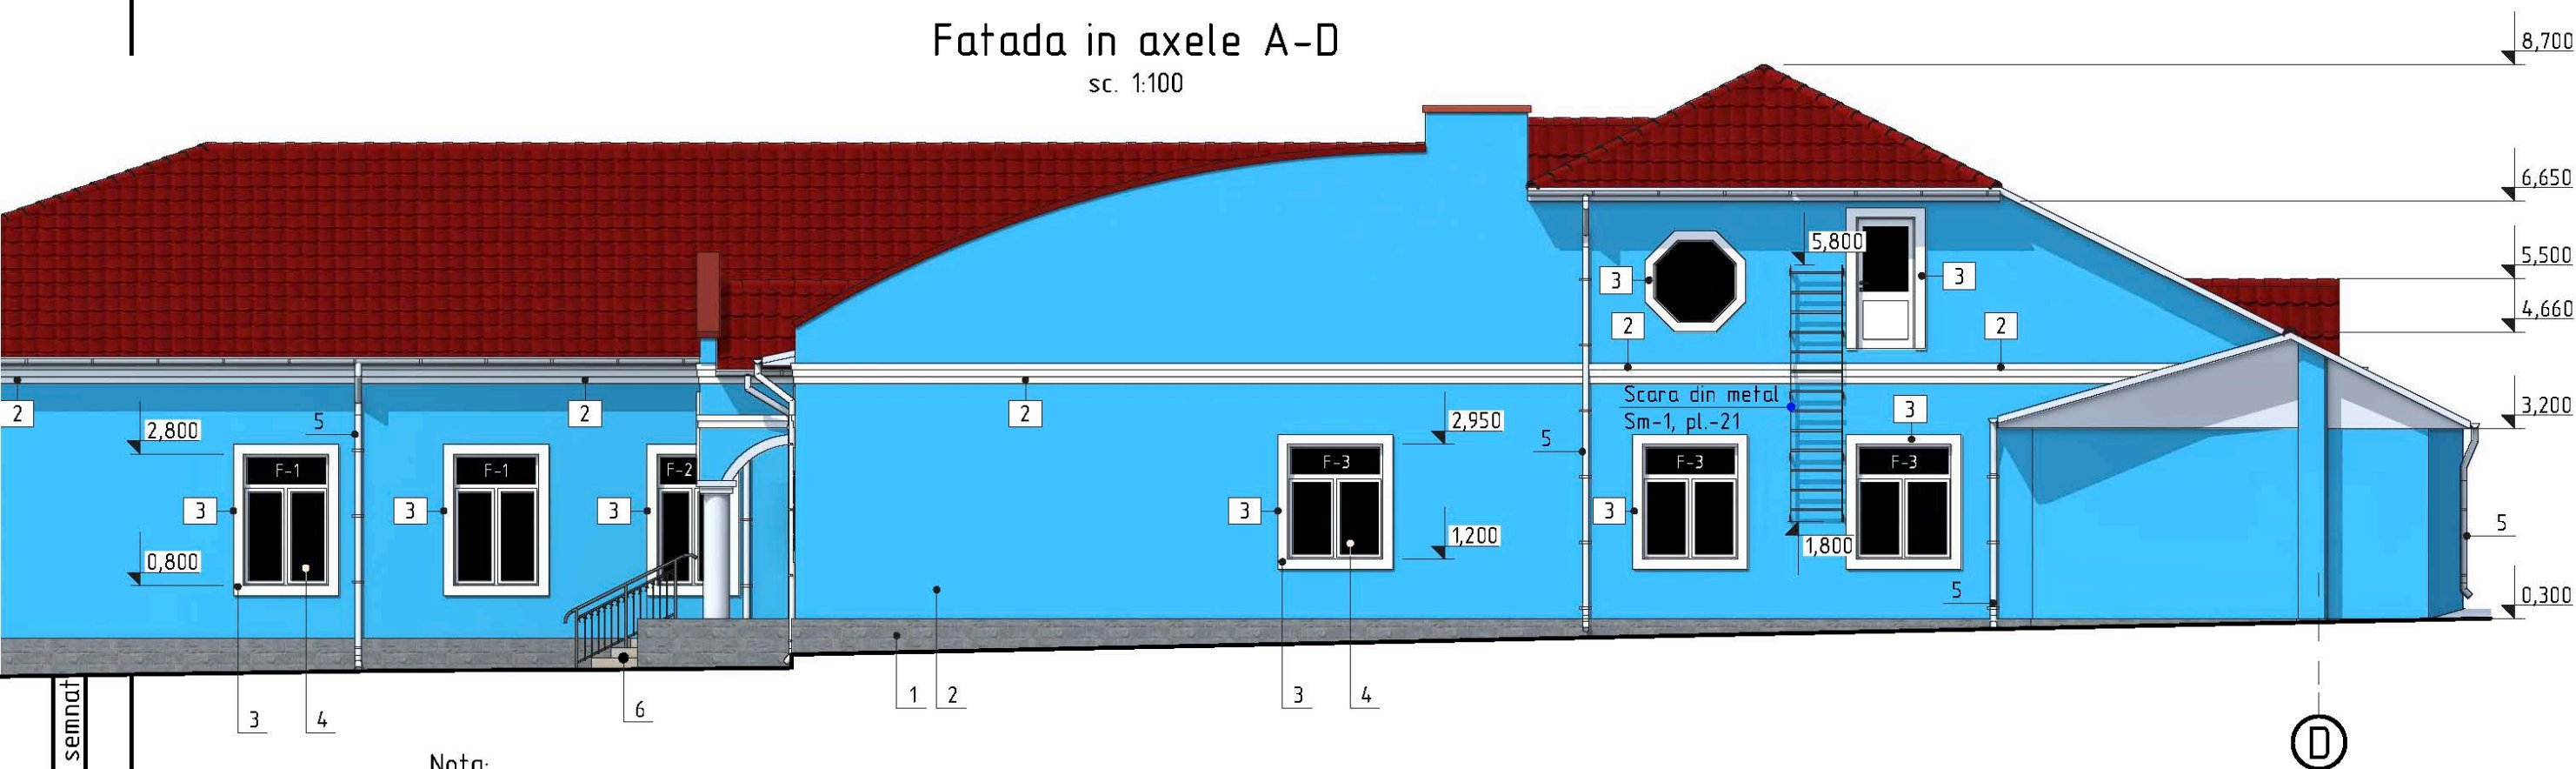 Fatada in axele A-D
sc. 1:100
8,700
6,650
5,800
5,500
3
3
2
2
4,660
Scara din metal
Sm-1, pl.-21
2
5
2
2
2,800
2,950
3
3,200
5
F-1
F-1
F-2
F-3
F-3
F-3
3
3
3
3
3
5
0,800
1,200
1,800
5
0,300
1
2
3
4
6
3
4
semnat
D
Nota: